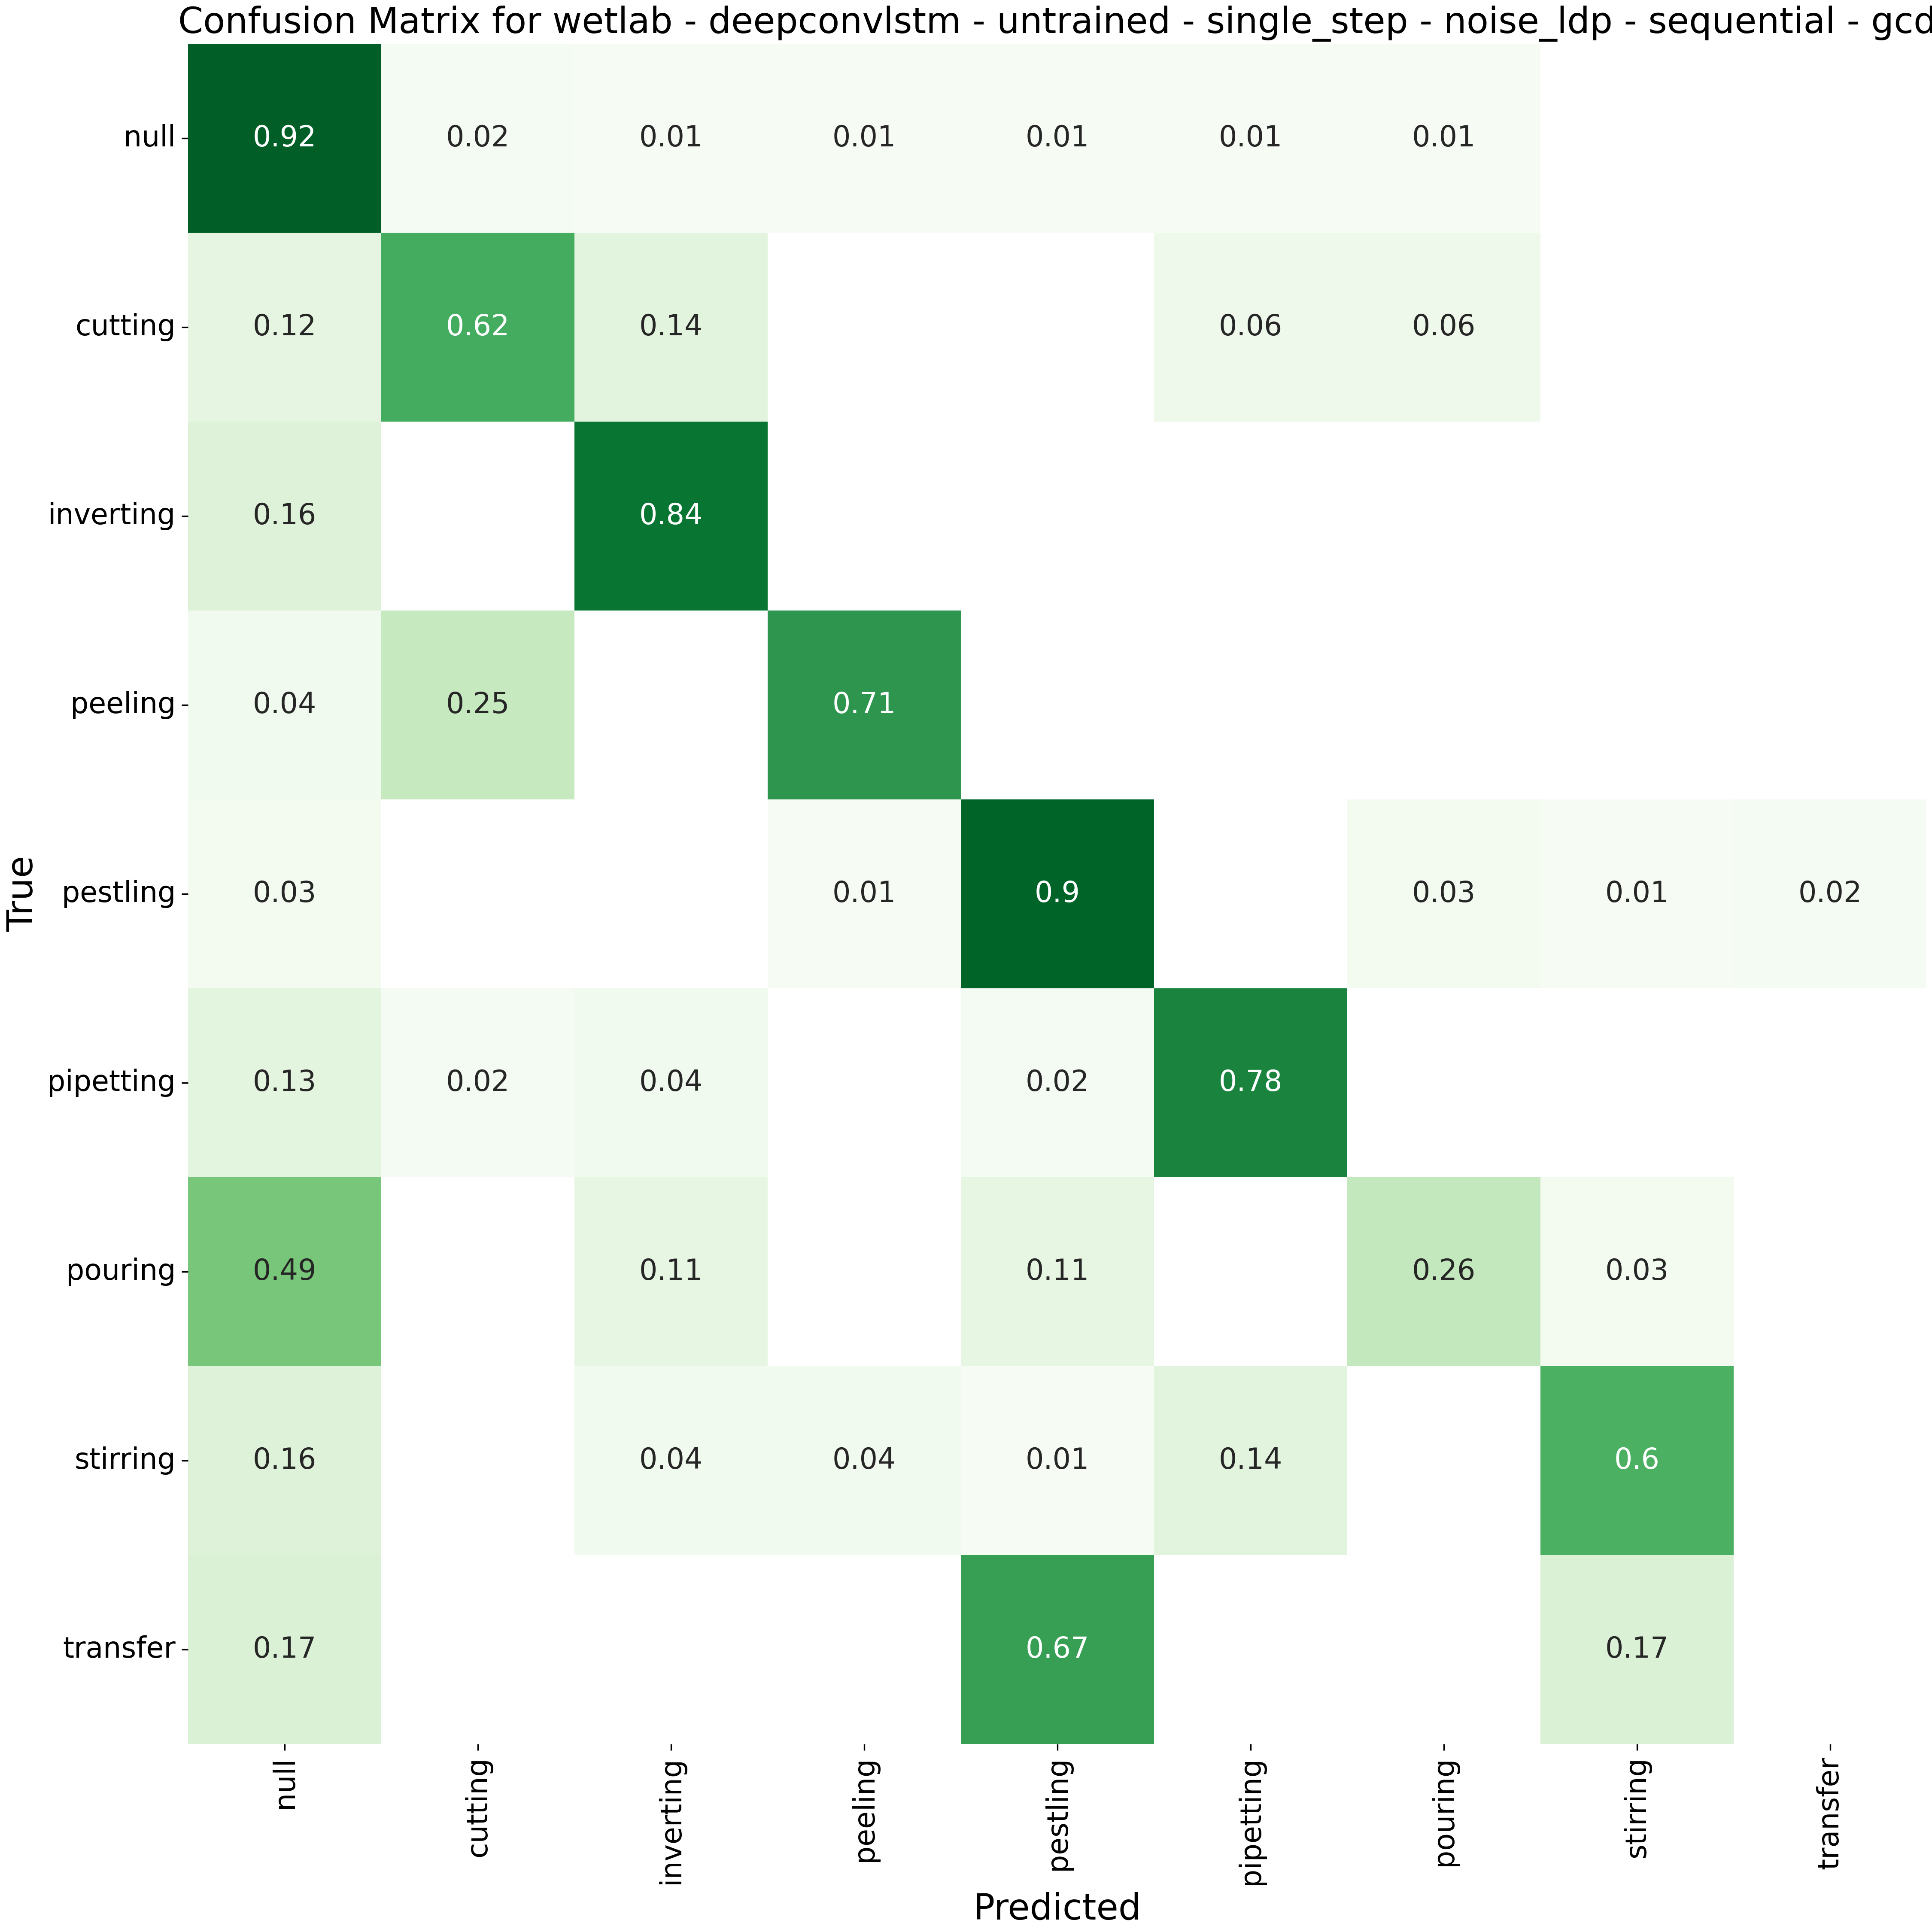 Confusion Matrix for wetlab - deepconvlstm - untrained - single_step - noise_ldp - sequential - gcd
null 0.92 0.02 0.01 0.01 0.01 0.01 0.01
cutting 0.12 0.62 0.14 0.06 0.06
inverting 0.16 0.84
peeling 0.04 0.25 0.71
pestling 0.03 0.01 0.9 0.03 0.01 0.02
pipetting 0.13 0.02 0.04 0.02 0.78
pouring 0.49 0.11 0.11 0.26 0.03
stirring 0.16 0.04 0.04 0.01 0.14 0.6
transfer 0.17 0.67 0.17
True
null cutting inverting peeling pestling pipetting pouring stirring transfer
Predicted